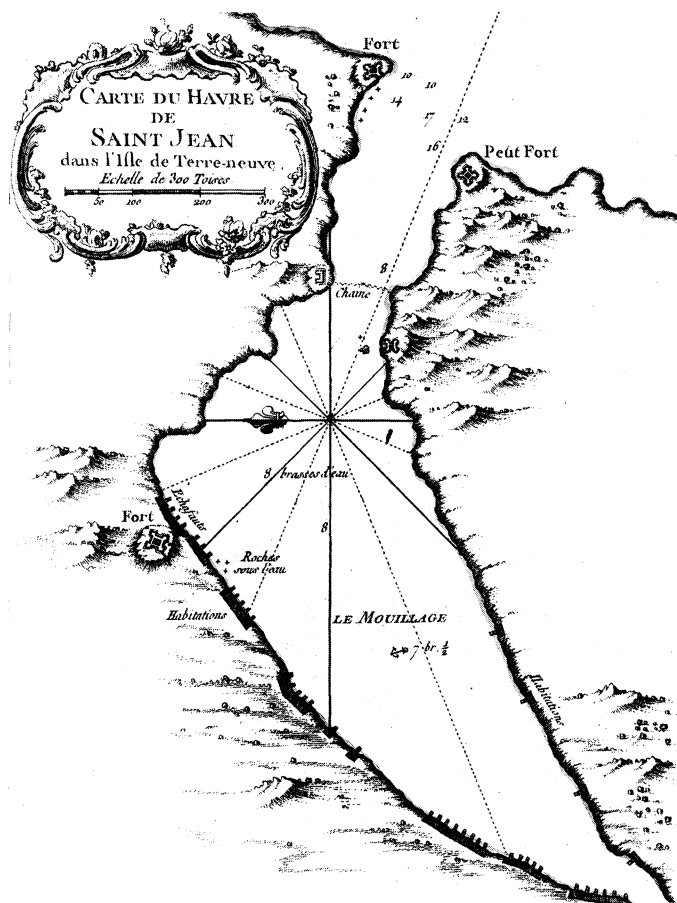 CARTE DU HAVRE
DE
SAINT JEAN
dans l'Isle de Terre-neuve.
Echelle de 300 Toises
50 100 200 300
Fort
10 10
14
17 12
16
Petit Fort
8
Chaine
8 brasses d'eau
Echafauts
Fort
8
Roches
sous l'eau
Habitations
LE MOUILLAGE
7 br. ½
Habitations